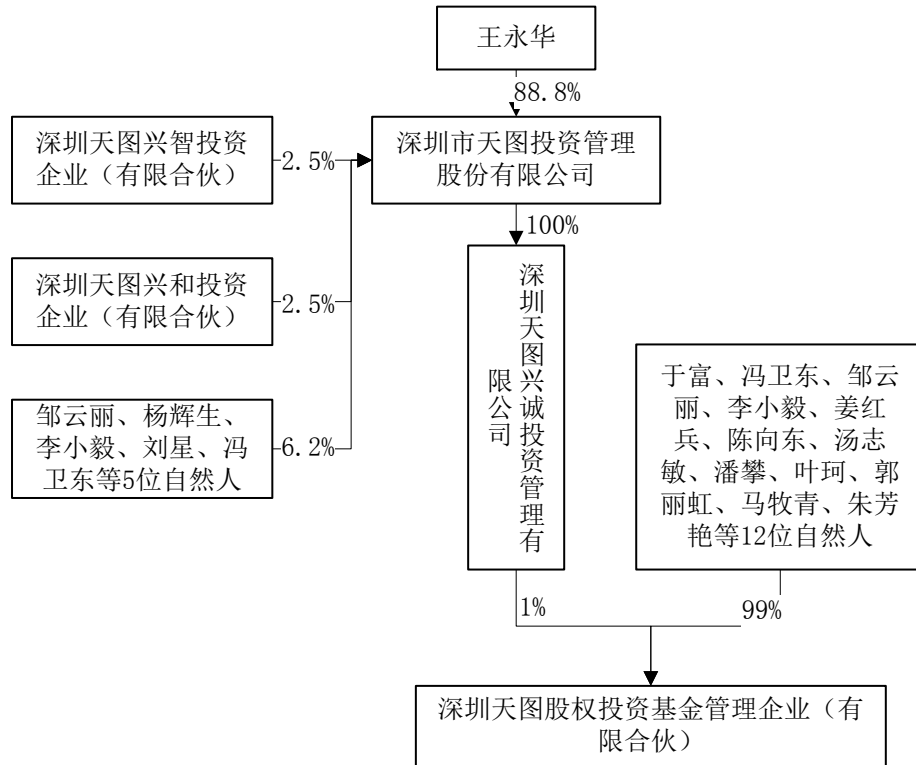 王永华
88.8%
深圳天图兴智投资
企业（有限合伙）
2.5%
深圳市天图投资管理
股份有限公司
100%
深圳天图兴和投资
企业（有限合伙）
2.5%
邹云丽、杨辉生、
李小毅、刘星、冯
卫东等5位自然人
6.2%
深圳天图兴诚投资管理有
限公司
于富、冯卫东、邹云
丽、李小毅、姜红
兵、陈向东、汤志
敏、潘攀、叶珂、郭
丽虹、马牧青、朱芳
艳等12位自然人
1%
99%
深圳天图股权投资基金管理企业（有
限合伙）